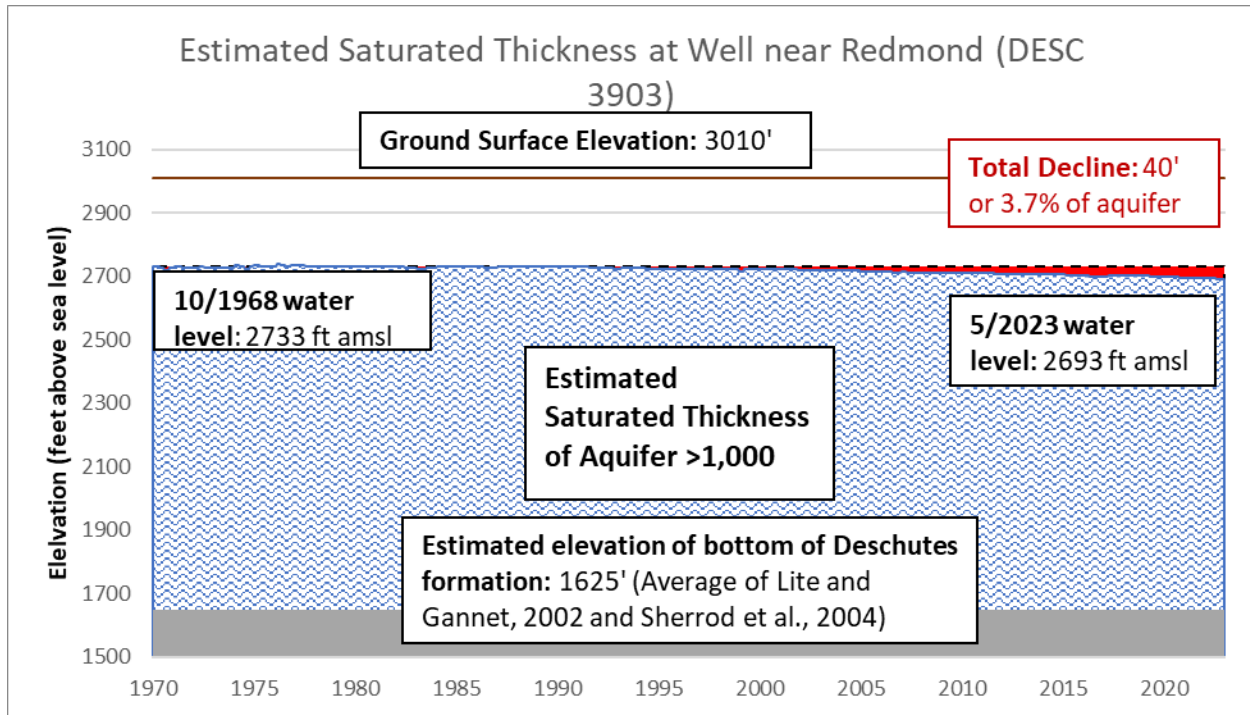 Estimated Saturated Thickness at Well near Redmond (DESC
3903)
Ground Surface Elevation: 3010'
Total Decline: 40'
or 3.7% of aquifer
Elelvation (feet above sea level)
3100
2900
2700
2500
2300
2100
1900
1700
1500
10/1968 water
level: 2733 ft amsl
5/2023 water
level: 2693 ft amsl
Estimated
Saturated Thickness
of Aquifer >1,000
Estimated elevation of bottom of Deschutes
formation: 1625' (Average of Lite and
Gannet, 2002 and Sherrod et al., 2004)
1970 1975 1980 1985 1990 1995 2000 2005 2010 2015 2020